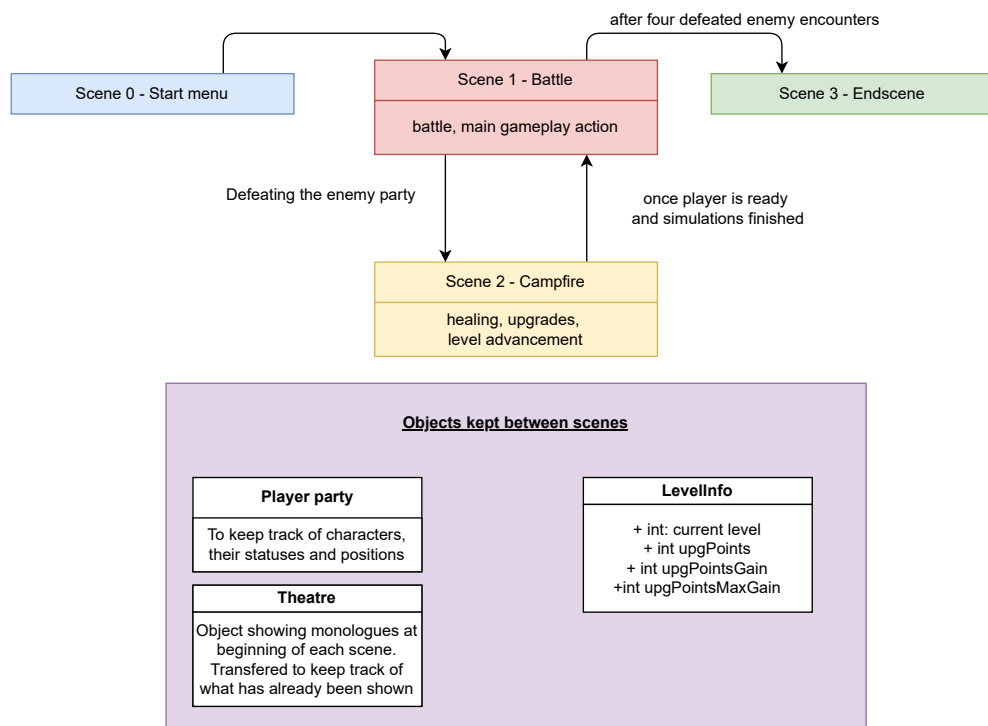 after four defeated enemy encounters
Scene 0 - Start menu
Scene 1 - Battle
battle, main gameplay action
Scene 3 - Endscene
Defeating the enemy party
once player is ready
and simulations finished
Scene 2 - Campfire
healing, upgrades,
level advancement
Objects kept between scenes
Player party
To keep track of characters,
their statuses and positions
LevelInfo
+ int: current level
+ int upgPoints
+ int upgPointsGain
+int upgPointsMaxGain
Theatre
Object showing monologues at
beginning of each scene.
Transfered to keep track of
what has already been shown